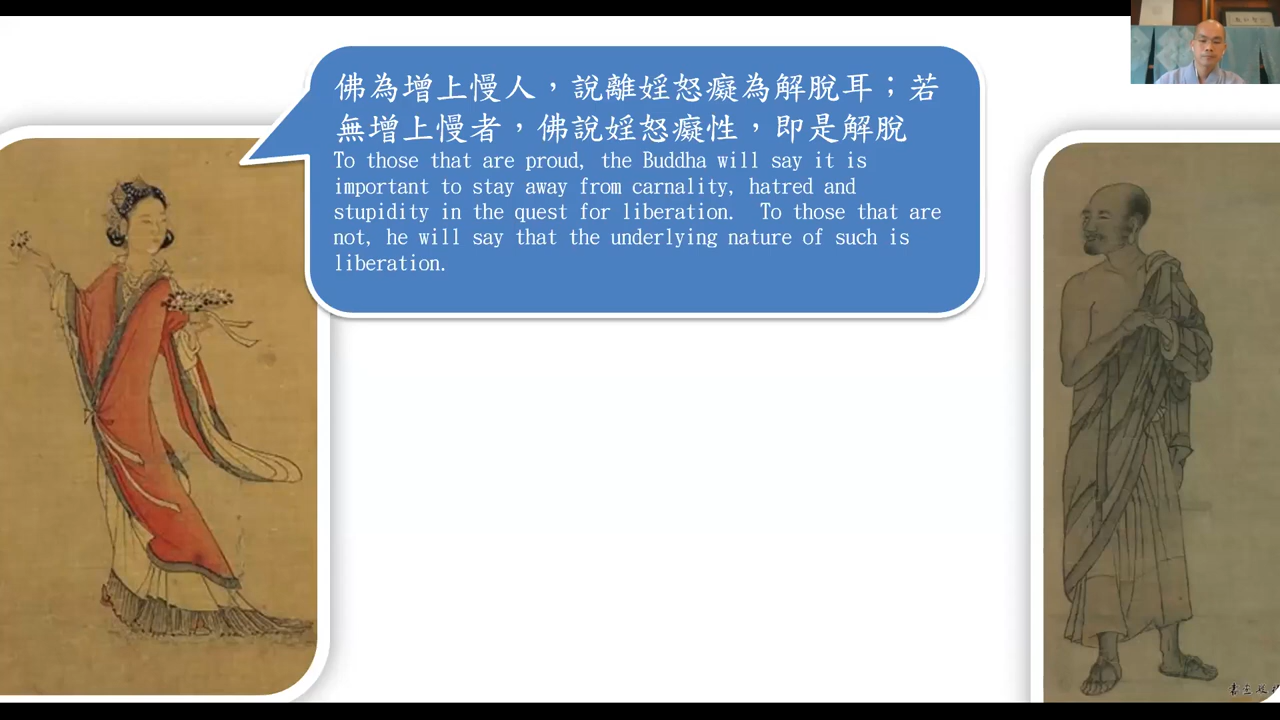 佛為增上慢人，說離婬怒癡為解脫耳；若
無增上慢者，佛說婬怒癡性，即是解脫
To those that are proud, the Buddha will say it is
important to stay away from carnality, hatred and
stupidity in the quest for liberation.  To those that are
not, he will say that the underlying nature of such is
liberation.